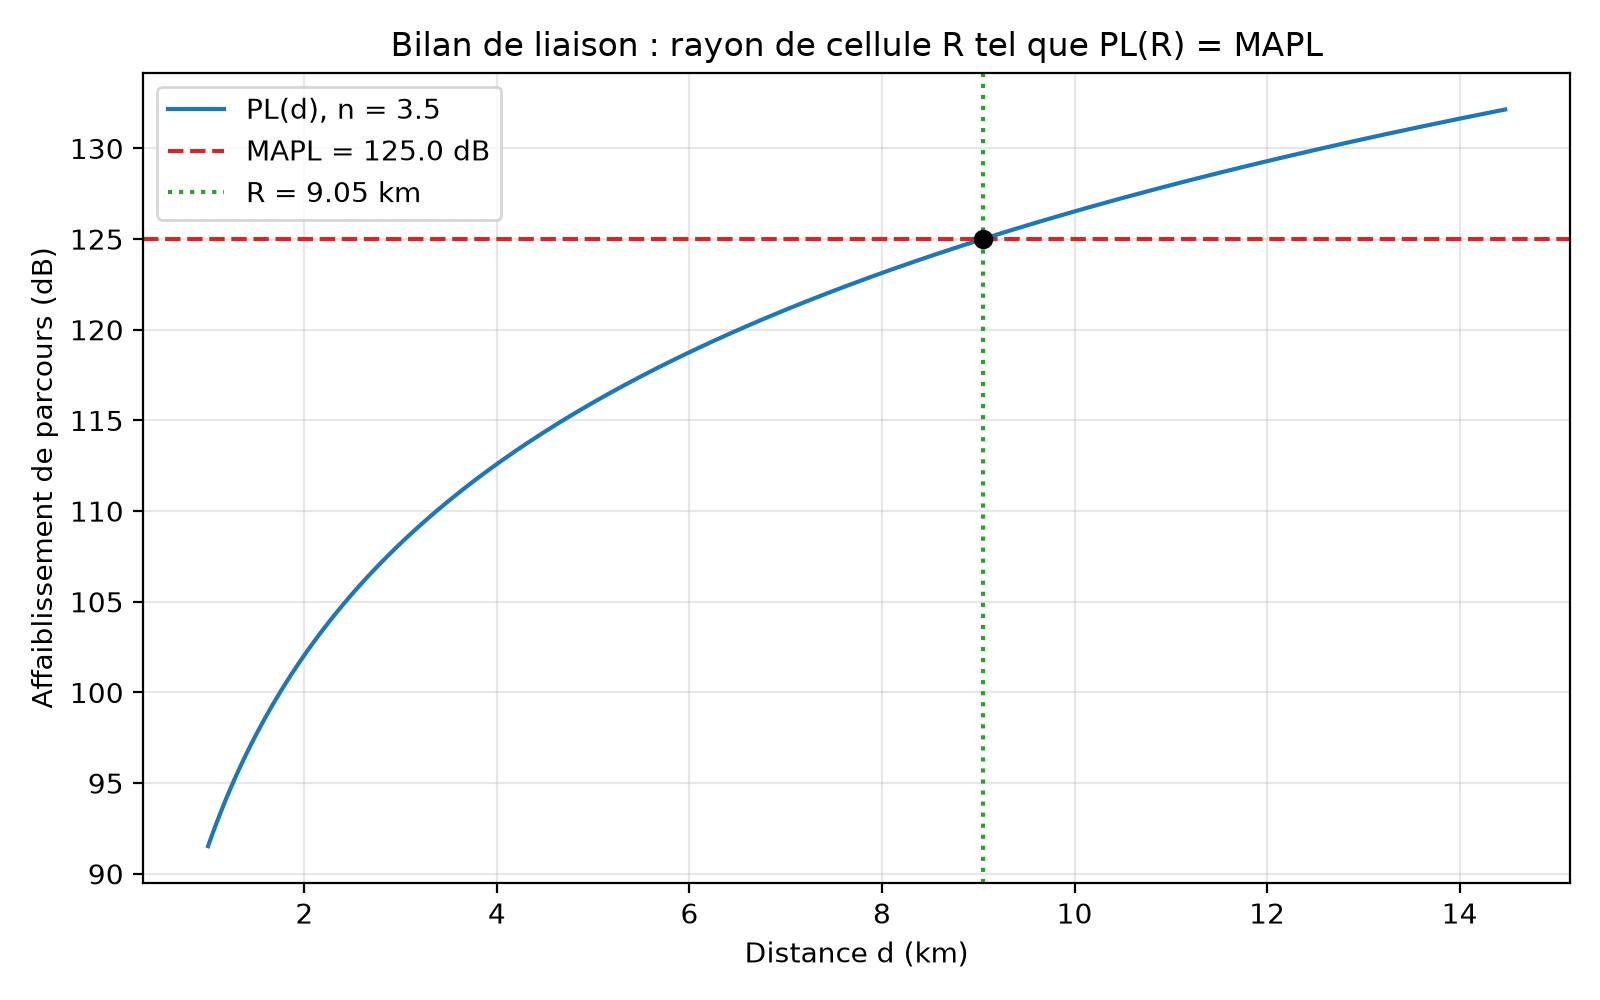 Bilan de liaison : rayon de cellule R tel que PL(R) = MAPL
PL(d), n = 3.5
MAPL = 125.0 dB
R = 9.05 km
Affaiblissement de parcours (dB)
130
125
120
115
110
105
100
95
90
2 4 6 8 10 12 14
Distance d (km)